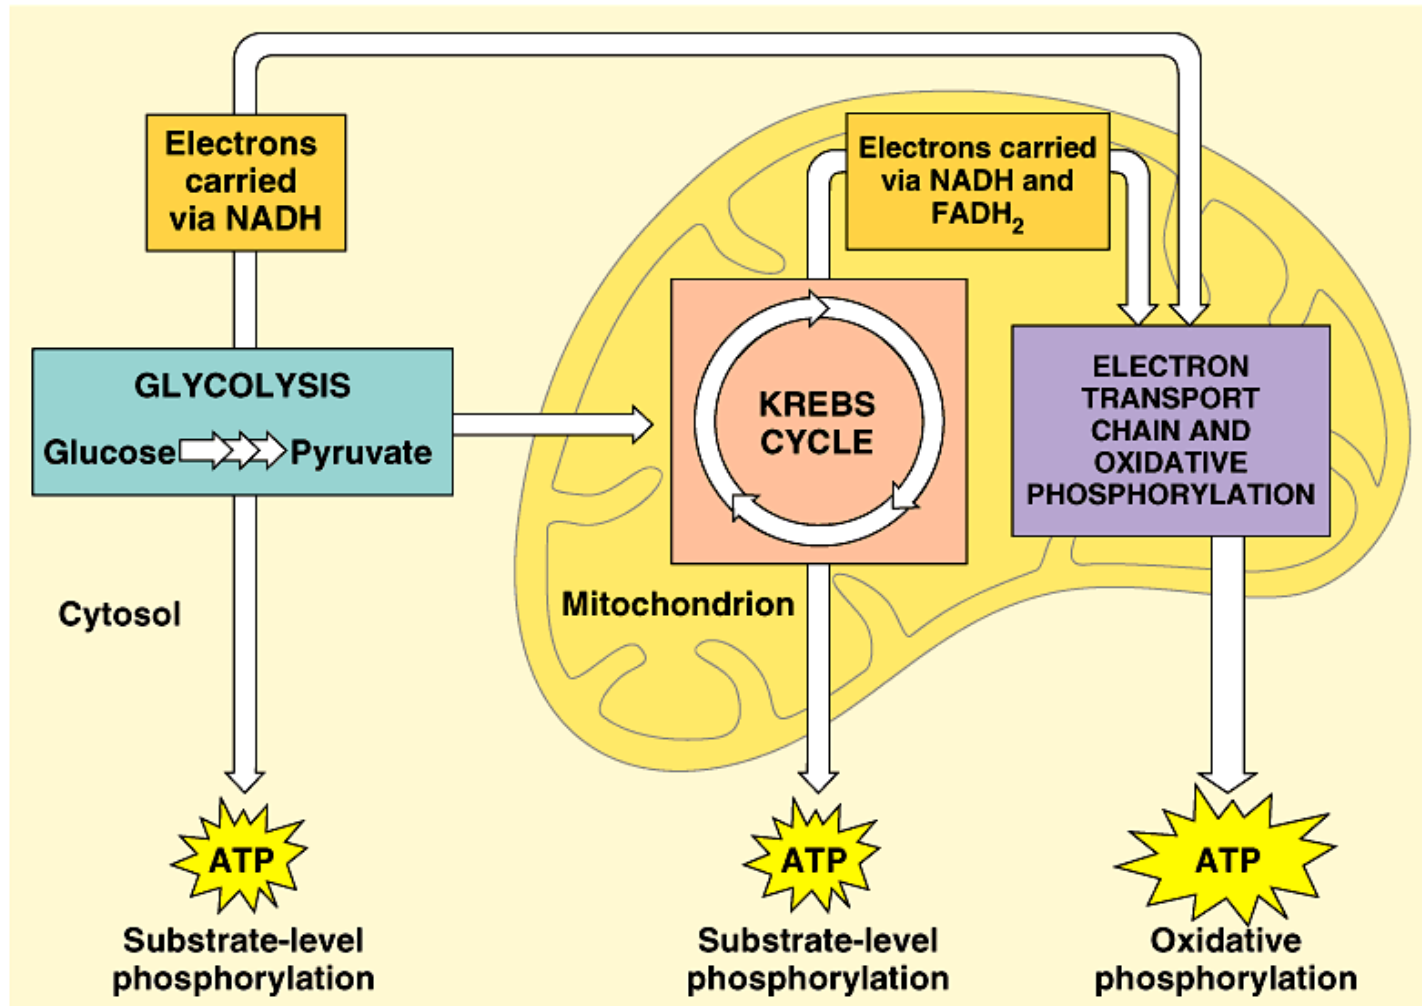 Electrons
carried
via NADH
Electrons carried
via NADH and
FADH₂
GLYCOLYSIS
Glucose Pyruvate
KREBS
CYCLE
ELECTRON
TRANSPORT
CHAIN AND
OXIDATIVE
PHOSPHORYLATION
Cytosol
Mitochondrion
ATP
ATP
ATP
Substrate-level
phosphorylation
Substrate-level
phosphorylation
Oxidative
phosphorylation